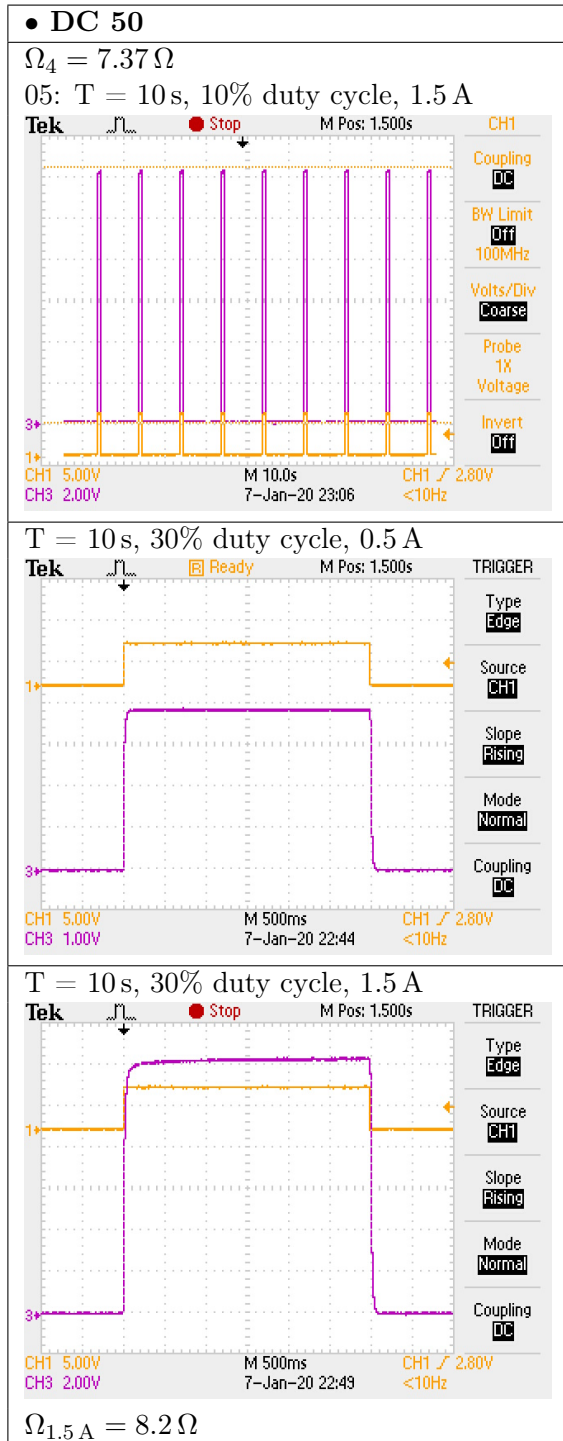 • DC 50
Ω₄ = 7.37 Ω
05: T = 10 s, 10% duty cycle, 1.5 A
Tek Stop M Pos: 1.500s CH1
Coupling
DC
BW Limit
Off
100MHz
Volts/Div
Coarse
Probe
1X
Voltage
Invert
Off
3
1
CH1 5.00V M 10.0s CH1 2.80V
CH3 2.00V 7-Jan-20 23:06 <10Hz
T = 10 s, 30% duty cycle, 0.5 A
Tek R Ready M Pos: 1.500s TRIGGER
Type
Edge
1
Source
CH1
Slope
Rising
Mode
Normal
3
Coupling
DC
CH1 5.00V M 500ms CH1 2.80V
CH3 1.00V 7-Jan-20 22:44 <10Hz
T = 10 s, 30% duty cycle, 1.5 A
Tek Stop M Pos: 1.500s TRIGGER
Type
Edge
1
Source
CH1
Slope
Rising
Mode
Normal
3
Coupling
DC
CH1 5.00V M 500ms CH1 2.80V
CH3 2.00V 7-Jan-20 22:49 <10Hz
Ω1.5 A = 8.2 Ω